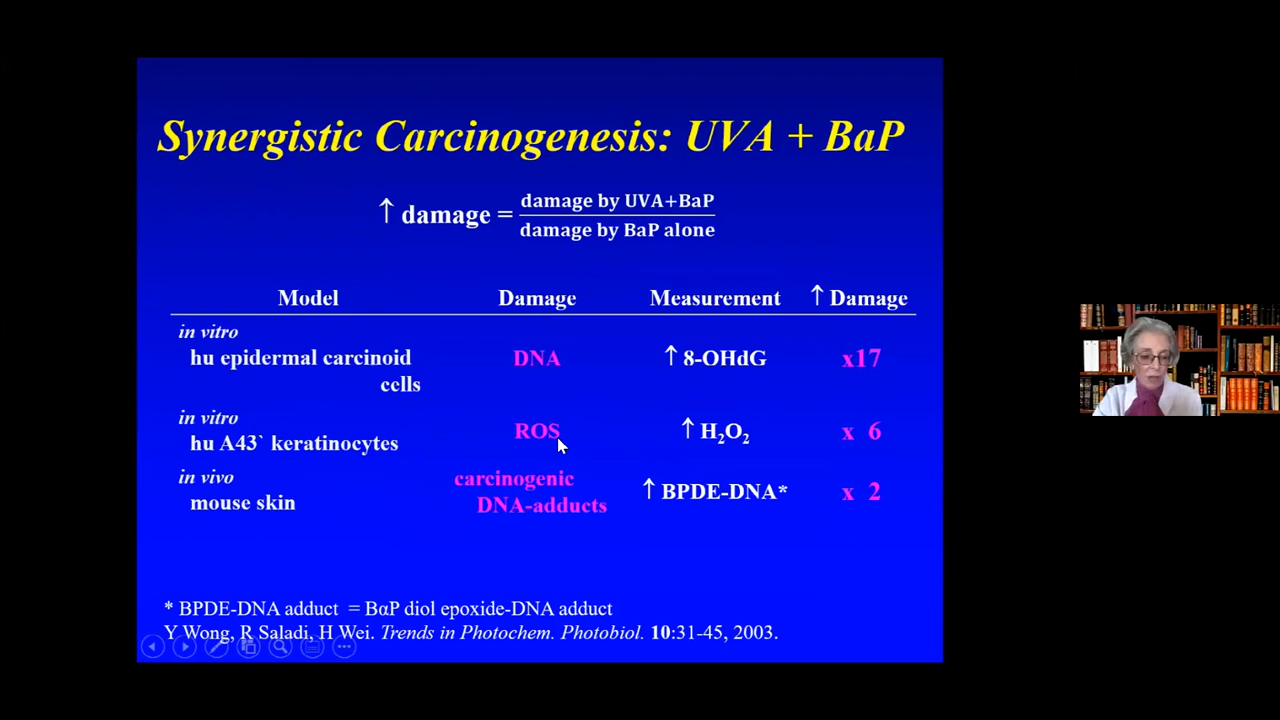 Synergistic Carcinogenesis: UVA + BaP
↑ damage = damage by UVA+BaP
damage by BaP alone
Model Damage Measurement ↑ Damage
in vitro
hu epidermal carcinoid DNA ↑ 8-OHdG x17
cells
in vitro
hu A43` keratinocytes ROS ↑ H₂O₂ x 6
in vivo
mouse skin carcinogenic
DNA-adducts ↑ BPDE-DNA* x 2
* BPDE-DNA adduct = BαP diol epoxide-DNA adduct
Y Wong, R Saladi, H Wei. Trends in Photochem. Photobiol. 10:31-45, 2003.